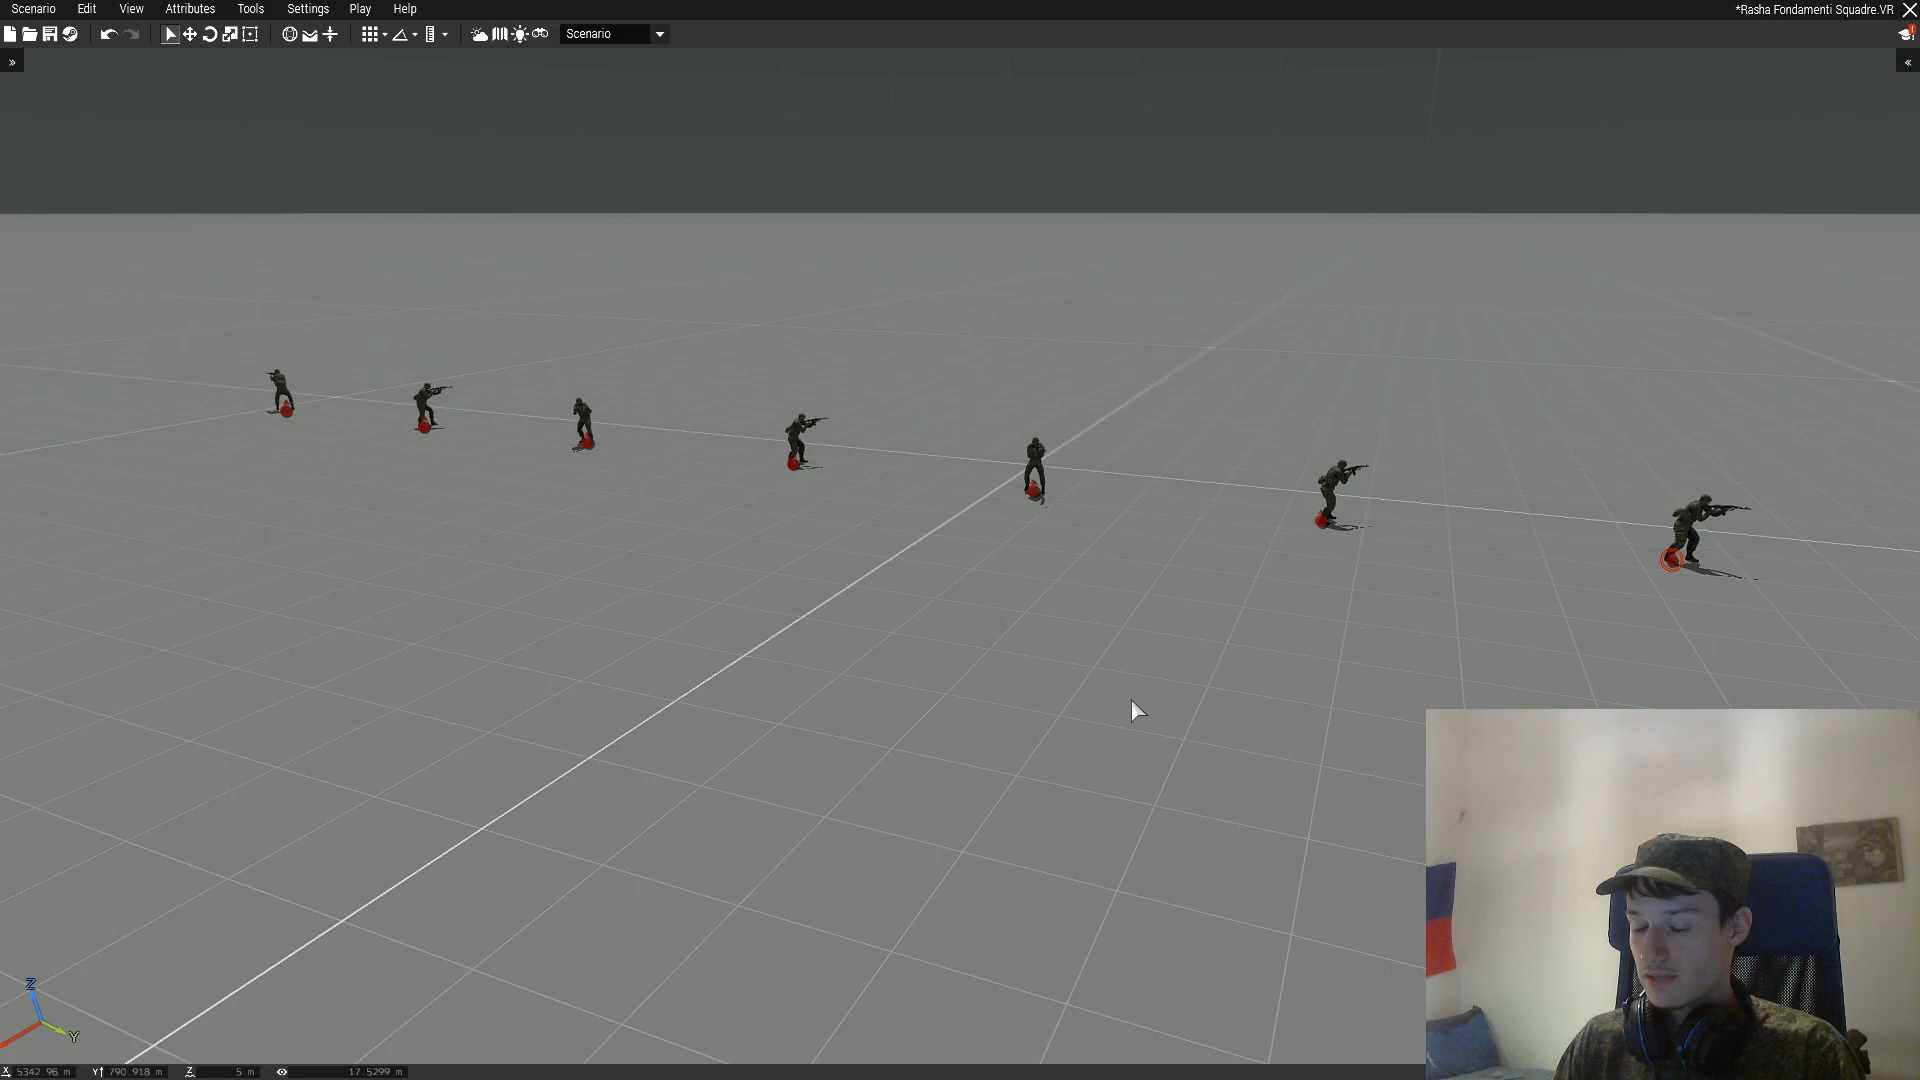 Scenario Edit View Attributes Tools Settings Play Help *Rasha Fondamenti Squadre.VR
Scenario
»
«
Z
Y
X 5342.96 m Y 790.918 m Z 5 m 17.5299 m